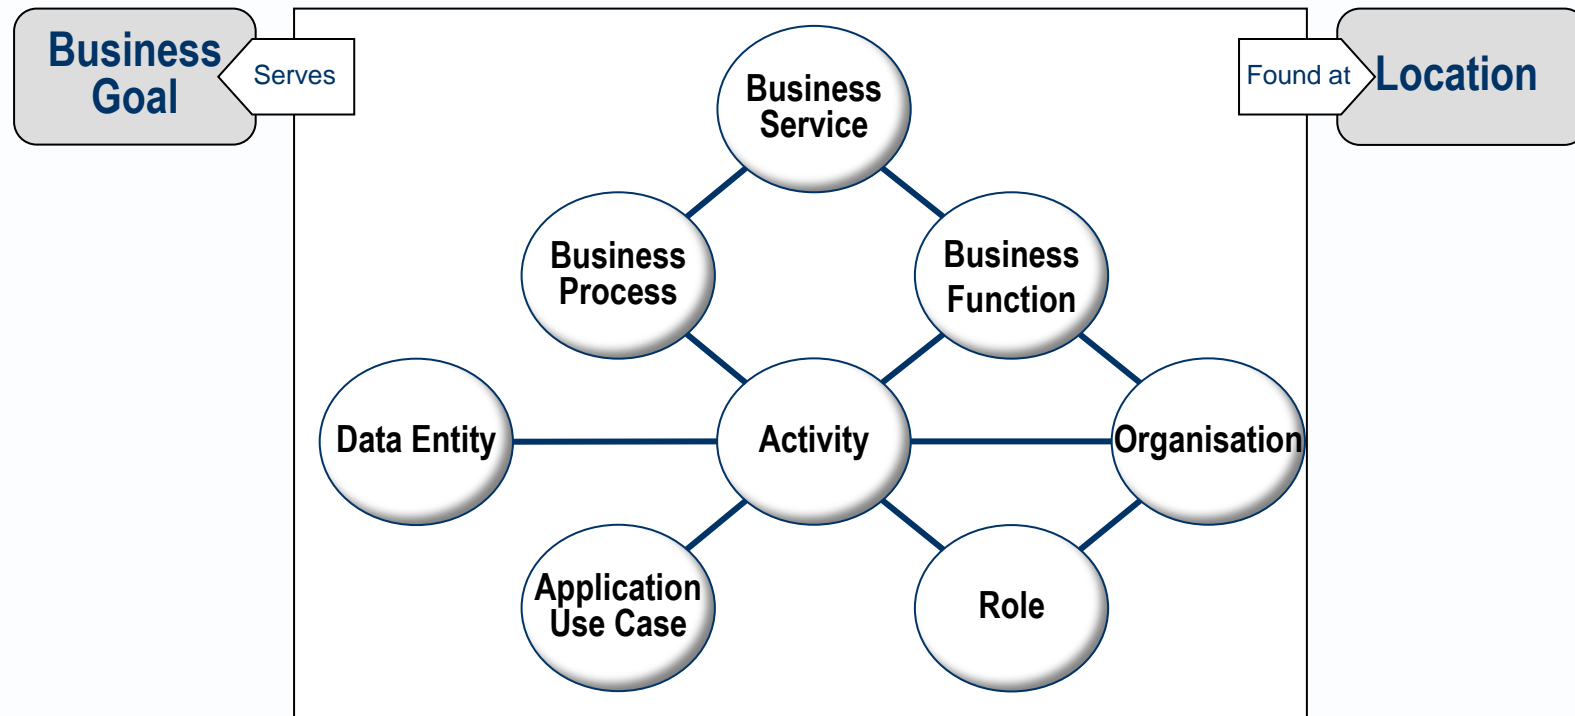 Business
Goal
Serves
Business
Service
Found at
Location
Business
Process
Business
Function
Data Entity
Activity
Organisation
Application
Use Case
Role